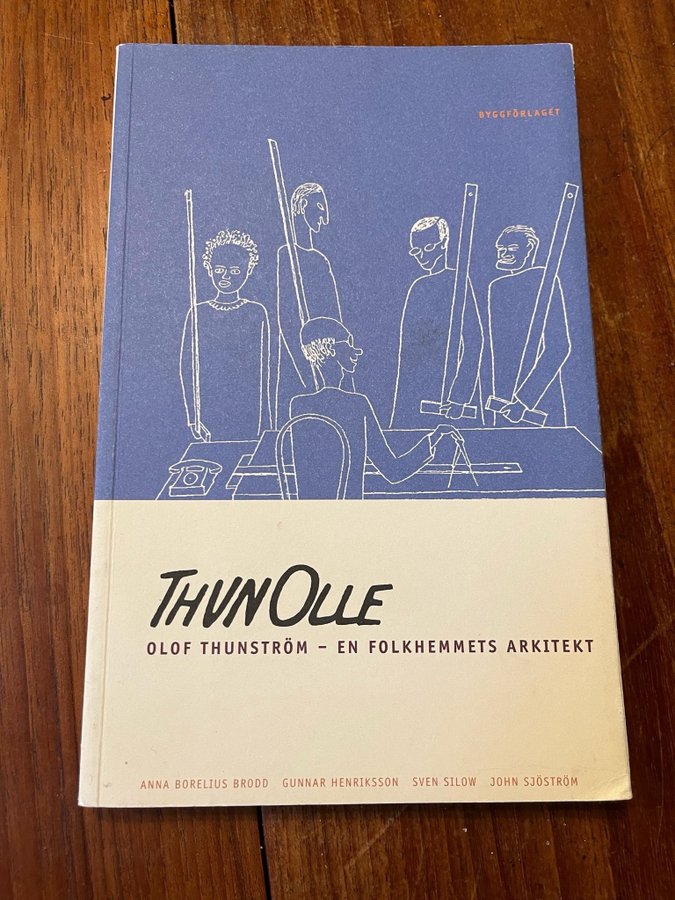 BYGGFÖRLAGET
THUNOLLE
OLOF THUNSTRÖM – EN FOLKHEMMETS ARKITEKT
ANNA BORELIUS BRODD GUNNAR HENRIKSSON SVEN SILOW JOHN SJÖSTRÖM